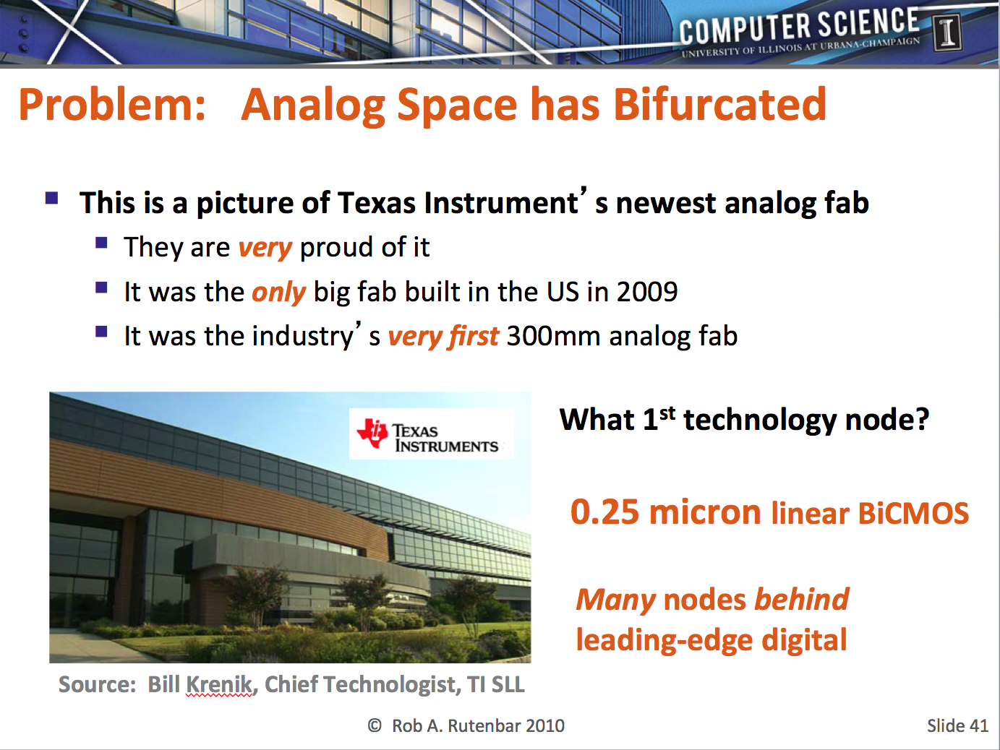 COMPUTER SCIENCE
UNIVERSITY OF ILLINOIS AT URBANA-CHAMPAIGN
I
Problem: Analog Space has Bifurcated
This is a picture of Texas Instrument’s newest analog fab
They are very proud of it
It was the only big fab built in the US in 2009
It was the industry’s very first 300mm analog fab
TEXAS
INSTRUMENTS
What 1st technology node?
0.25 micron linear BiCMOS
Many nodes behind
leading-edge digital
Source: Bill Krenik, Chief Technologist, TI SLL
© Rob A. Rutenbar 2010
Slide 41